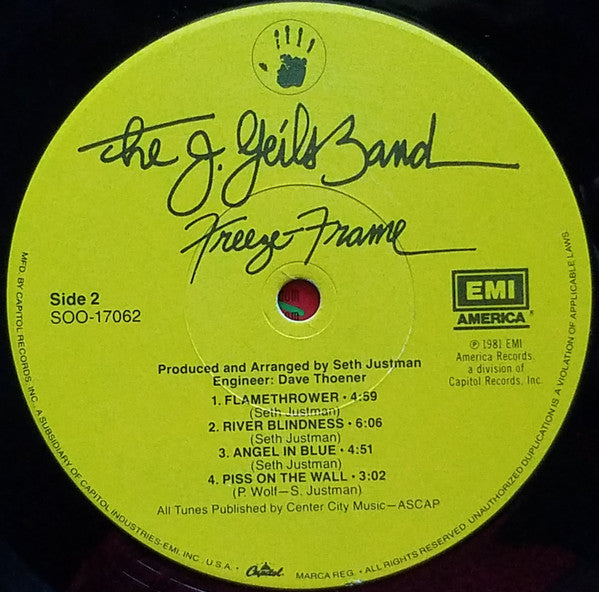 The J. Geils Band
Freeze-Frame
Side 2
SOO-17062
EMI
AMERICA®
℗ 1981 EMI
America Records,
a division of
Capitol Records, Inc.
Produced and Arranged by Seth Justman
Engineer: Dave Thoener
1. FLAMETHROWER • 4:59
(Seth Justman)
2. RIVER BLINDNESS • 6:06
(Seth Justman)
3. ANGEL IN BLUE • 4:51
(Seth Justman)
4. PISS ON THE WALL • 3:02
(P. Wolf—S. Justman)
All Tunes Published by Center City Music—ASCAP
MFD. BY CAPITOL RECORDS, INC., A SUBSIDIARY OF CAPITOL INDUSTRIES-EMI, INC., U.S.A. • Capitol. MARCA REG. • ALL RIGHTS RESERVED. UNAUTHORIZED DUPLICATION IS A VIOLATION OF APPLICABLE LAWS